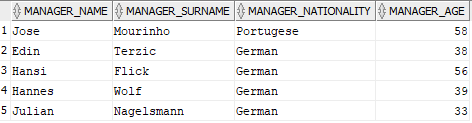 MANAGER_NAME MANAGER_SURNAME MANAGER_NATIONALITY MANAGER_AGE
1 Jose Mourinho Portugese 58
2 Edin Terzic German 38
3 Hansi Flick German 56
4 Hannes Wolf German 39
5 Julian Nagelsmann German 33